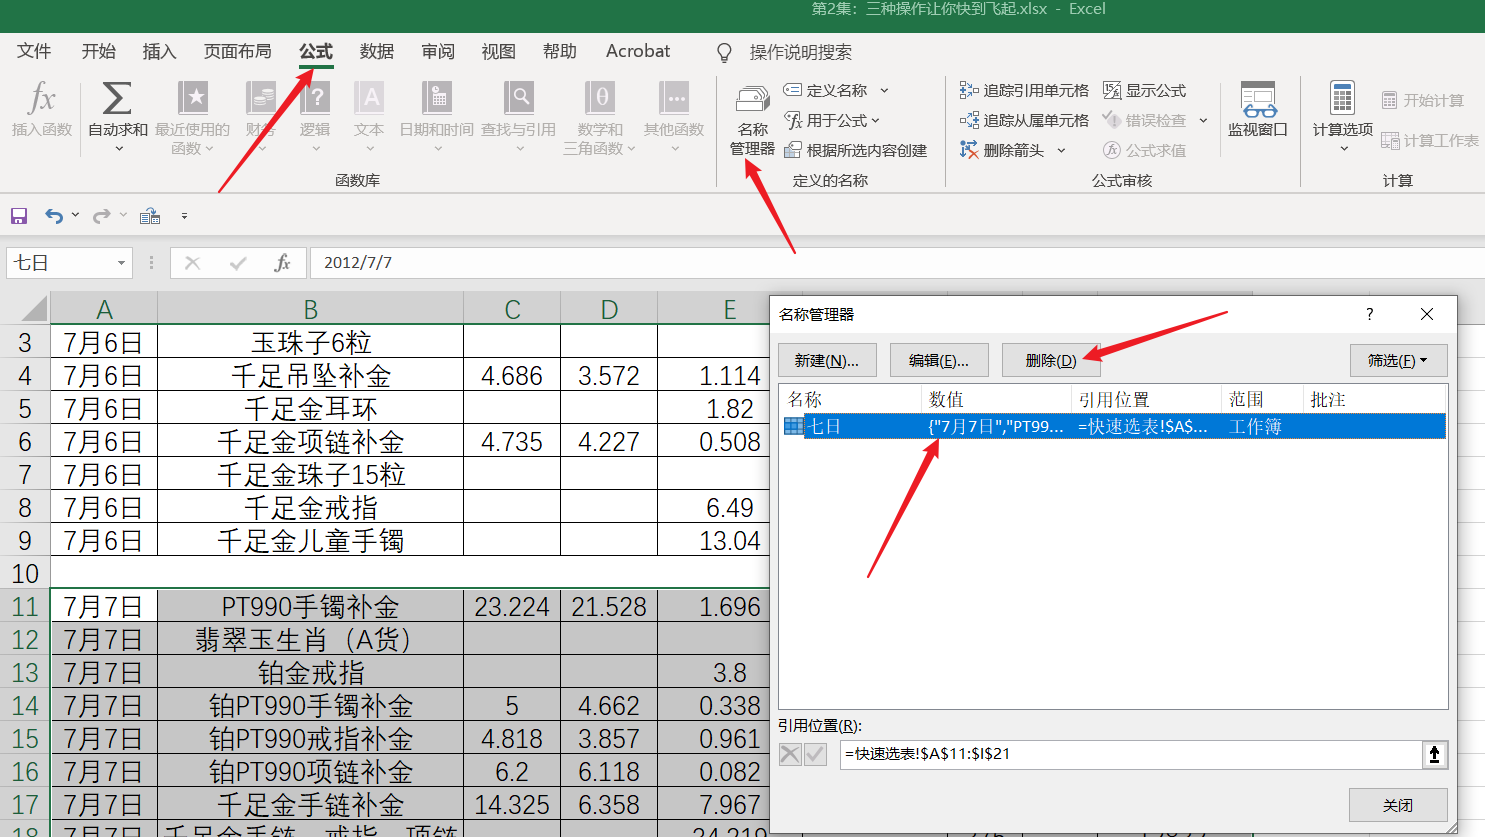 第2集：三种操作让你快到飞起.xlsx - Excel
文件 开始 插入 页面布局 公式 数据 审阅 视图 帮助 Acrobat 操作说明搜索
fx 插入函数
Σ 自动求和
最近使用的函数
财务
? 逻辑
A 文本
日期和时间
查找与引用
θ 数学和三角函数
其他函数
函数库
名称管理器
定义名称
用于公式
根据所选内容创建
定义的名称
追踪引用单元格
追踪从属单元格
删除箭头
显示公式
错误检查
公式求值
公式审核
监视窗口
计算选项
开始计算
计算工作表
计算
七日 fx 2012/7/7
A B C D E
3 7月6日 玉珠子6粒
4 7月6日 千足吊坠补金 4.686 3.572 1.114
5 7月6日 千足金耳环 1.82
6 7月6日 千足金项链补金 4.735 4.227 0.508
7 7月6日 千足金珠子15粒
8 7月6日 千足金戒指 6.49
9 7月6日 千足金儿童手镯 13.04
10
11 7月7日 PT990手镯补金 23.224 21.528 1.696
12 7月7日 翡翠玉生肖（A货）
13 7月7日 铂金戒指 3.8
14 7月7日 铂PT990手镯补金 5 4.662 0.338
15 7月7日 铂PT990戒指补金 4.818 3.857 0.961
16 7月7日 铂PT990项链补金 6.2 6.118 0.082
17 7月7日 千足金手链补金 14.325 6.358 7.967
18 7月7日 千足金手链、戒指、项链 24.219
名称管理器 ?
新建(N)... 编辑(E)... 删除(D) 筛选(F)
名称 数值 引用位置 范围 批注
七日 {"7月7日","PT99... =快速选表!$A$... 工作簿
引用位置(R):
=快速选表!$A$11:$I$21
关闭